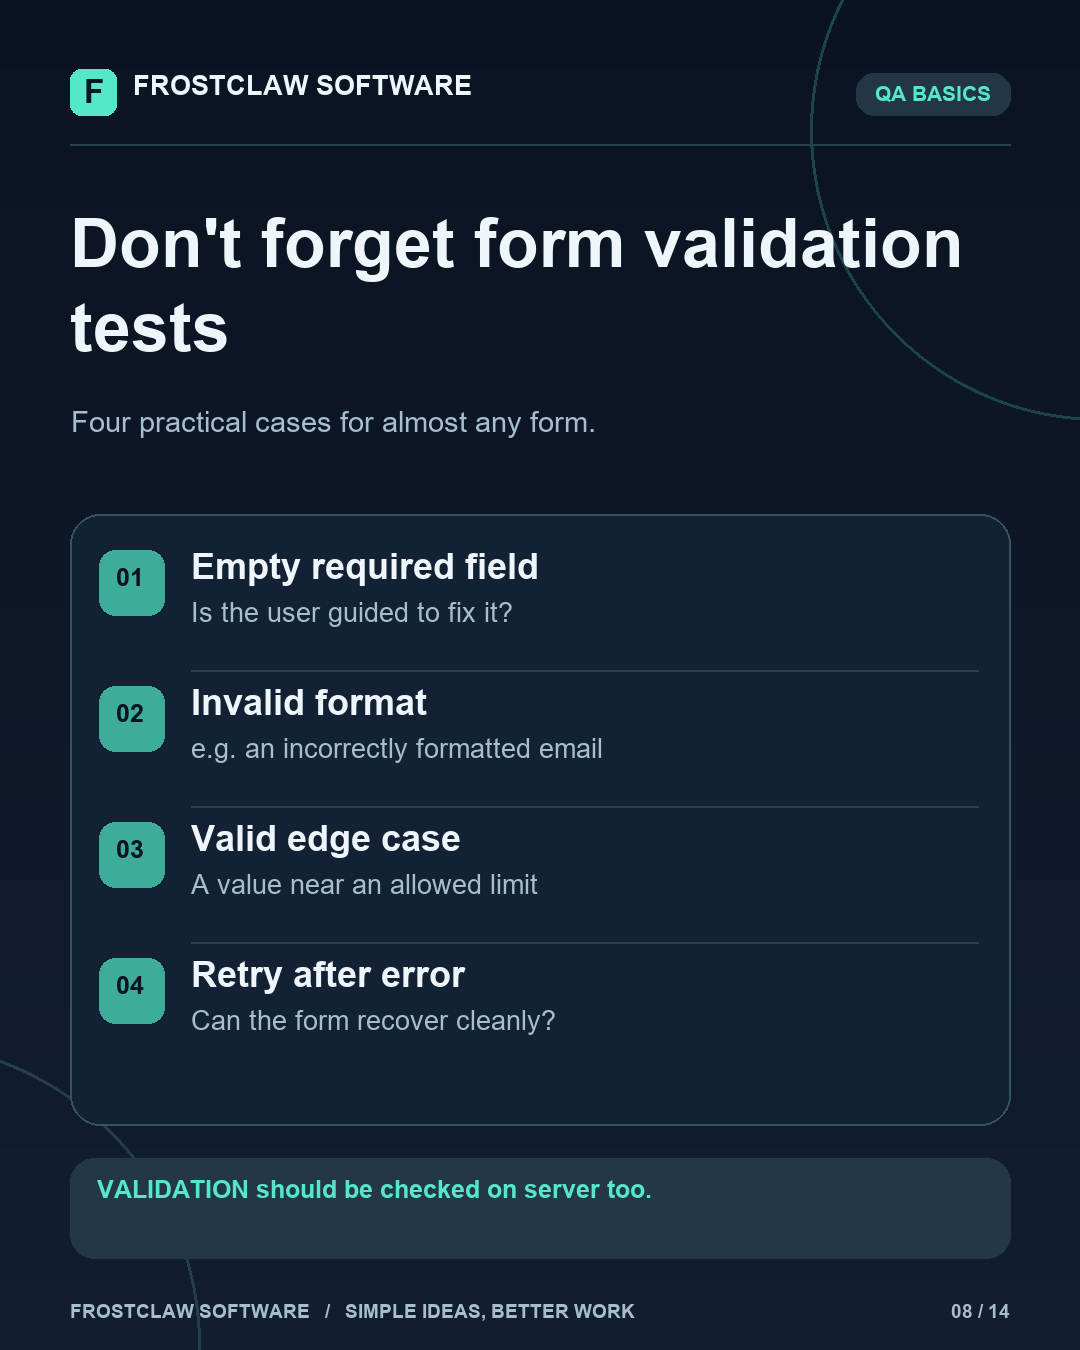 F FROSTCLAW SOFTWARE
QA BASICS
Don't forget form validation
tests
Four practical cases for almost any form.
01 Empty required field
Is the user guided to fix it?
02 Invalid format
e.g. an incorrectly formatted email
03 Valid edge case
A value near an allowed limit
04 Retry after error
Can the form recover cleanly?
VALIDATION should be checked on server too.
FROSTCLAW SOFTWARE / SIMPLE IDEAS, BETTER WORK
08 / 14